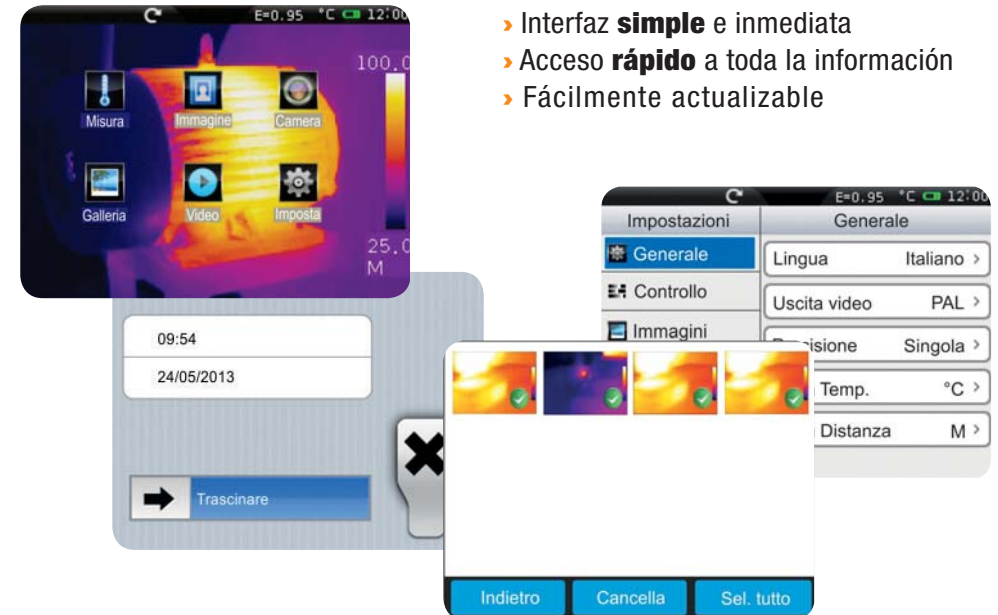 E=0.95 °C 12:00
100.0
Misura Immagine Camera
Galleria Video Imposta
25.0
M
› Interfaz simple e inmediata
› Acceso rápido a toda la información
› Fácilmente actualizable
E=0.95 °C 12:00
Impostazioni Generale
Generale
Controllo
Immagini
Lingua Italiano >
Uscita video PAL >
Singola >
Temp. °C >
Distanza M >
09:54
24/05/2013
Trascinare
Indietro Cancella Sel. tutto